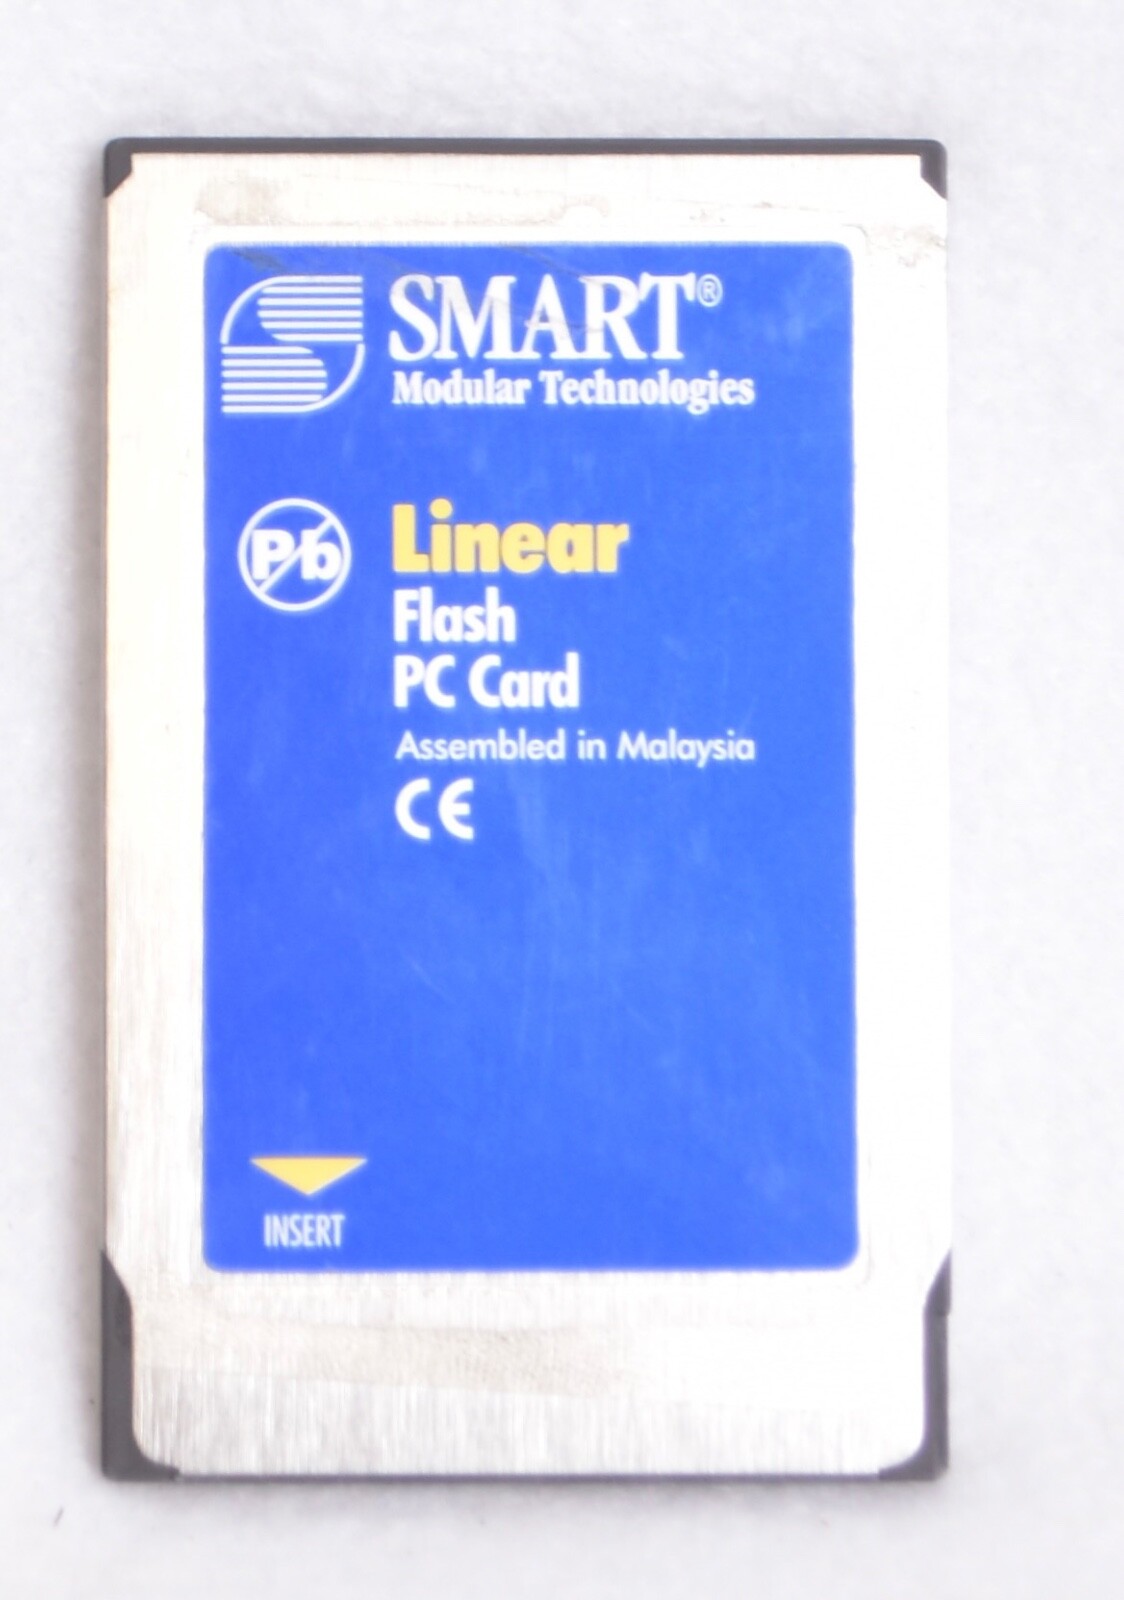 SMART®
Modular Technologies
Pb
Linear
Flash
PC Card
Assembled in Malaysia
CE
INSERT